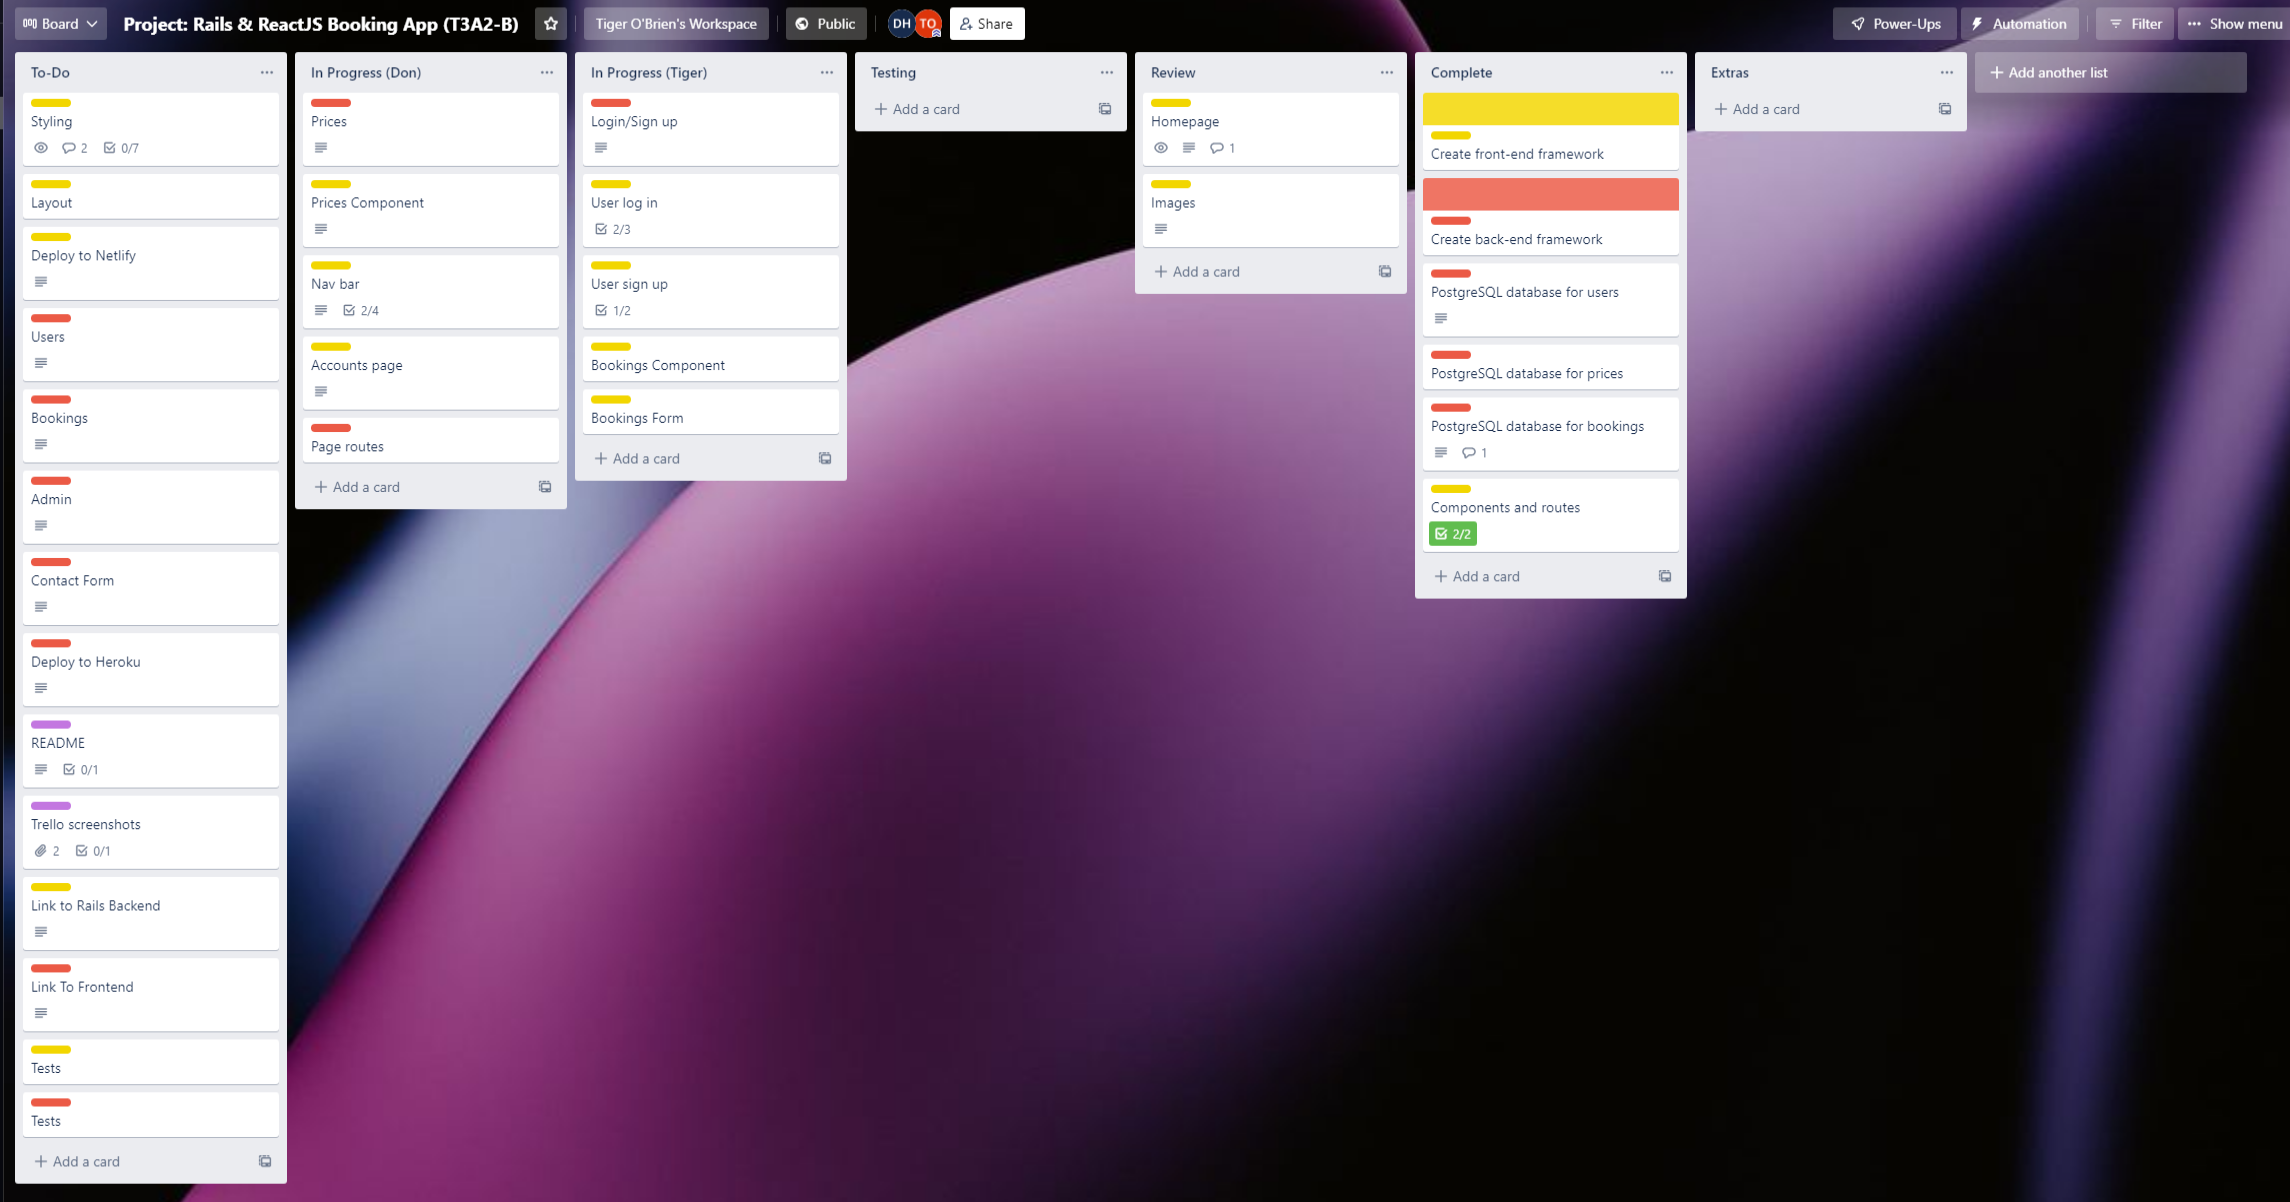 Board
Project: Rails & ReactJS Booking App (T3A2-B)
Tiger O'Brien's Workspace
Public
DH
TO
Share
Power-Ups
Automation
Filter
Show menu
To-Do
Styling
2 0/7
Layout
Deploy to Netlify
Users
Bookings
Admin
Contact Form
Deploy to Heroku
README
0/1
Trello screenshots
2 0/1
Link to Rails Backend
Link To Frontend
Tests
Tests
+ Add a card
In Progress (Don)
Prices
Prices Component
Nav bar
2/4
Accounts page
Page routes
+ Add a card
In Progress (Tiger)
Login/Sign up
User log in
2/3
User sign up
1/2
Bookings Component
Bookings Form
+ Add a card
Testing
+ Add a card
Review
Homepage
1
Images
+ Add a card
Complete
Create front-end framework
Create back-end framework
PostgreSQL database for users
PostgreSQL database for prices
PostgreSQL database for bookings
1
Components and routes
2/2
+ Add a card
Extras
+ Add a card
+ Add another list